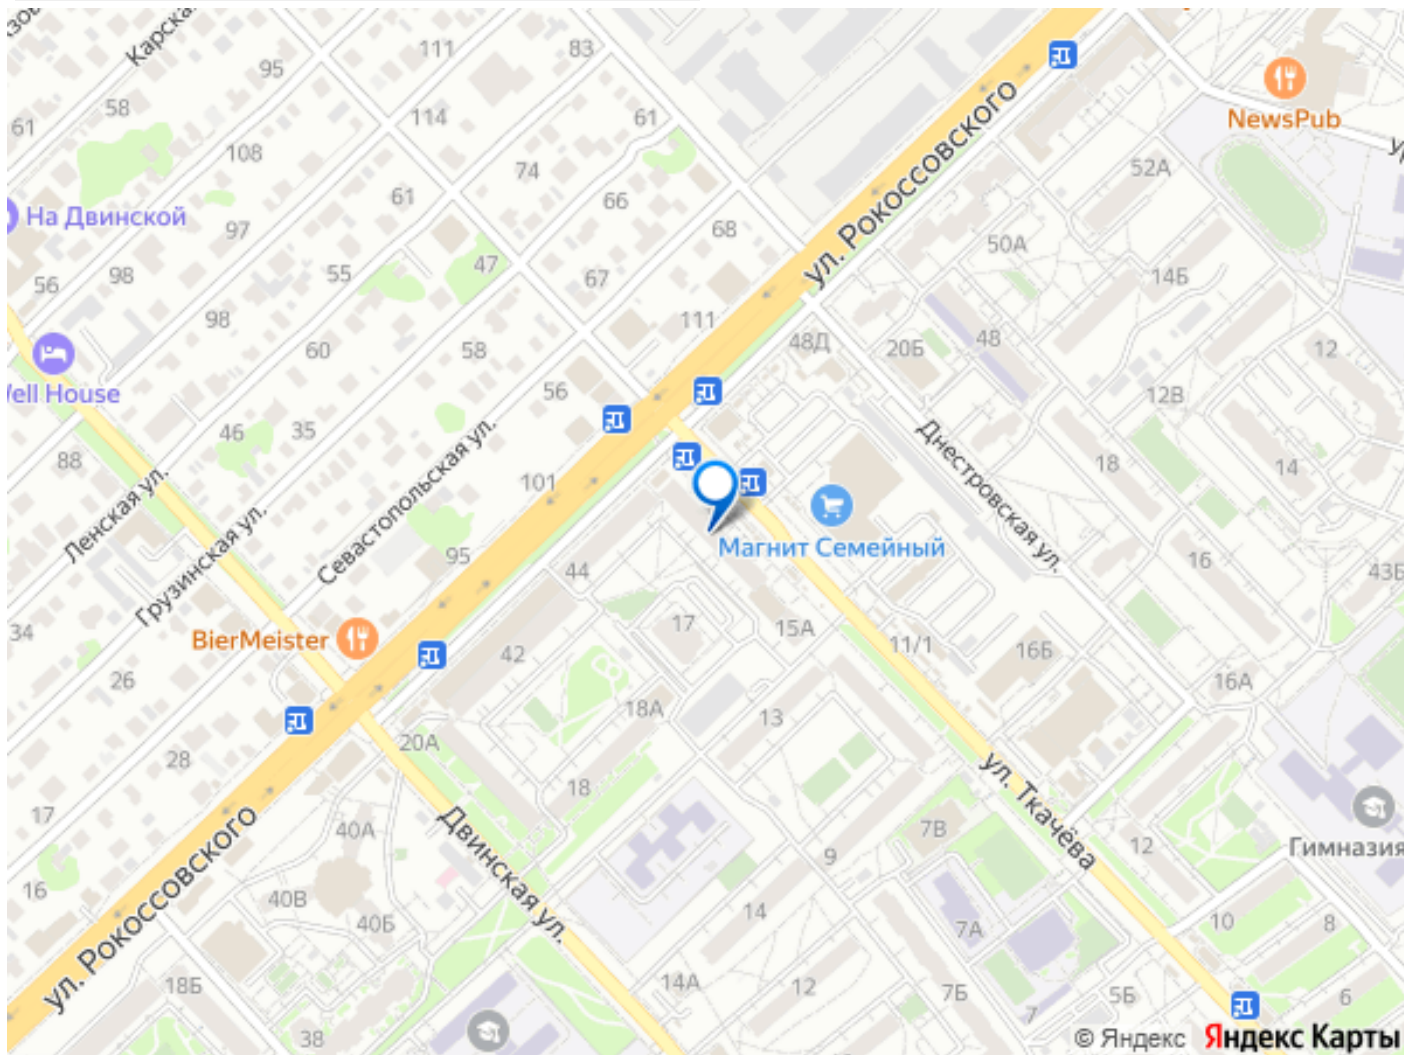 Карская ул.
111
83
95
58
61
114
61
108
74
52А
NewsPub
На Двинской
61
66
97
68
50А
ул. Рокоссовского
56
98
55
47
67
14Б
98
111
60
58
48Д
20Б
48
12
Well House
56
12В
46
35
88
18
14
101
Ленская ул.
Грузинская ул.
Севастопольская ул.
Днестровская ул.
Магнит Семейный
95
44
16
43Б
34
BierMeister
17
15А
11/1
16Б
42
26
16А
18А
13
20А
28
18
ул. Ткачёва
17
40А
Двинская ул.
7В
9
12
Гимназия
16
40В
40Б
14
7А
10
8
ул. Рокоссовского
18Б
38
14А
12
7Б
7
5Б
6
© Яндекс Яндекс Карты